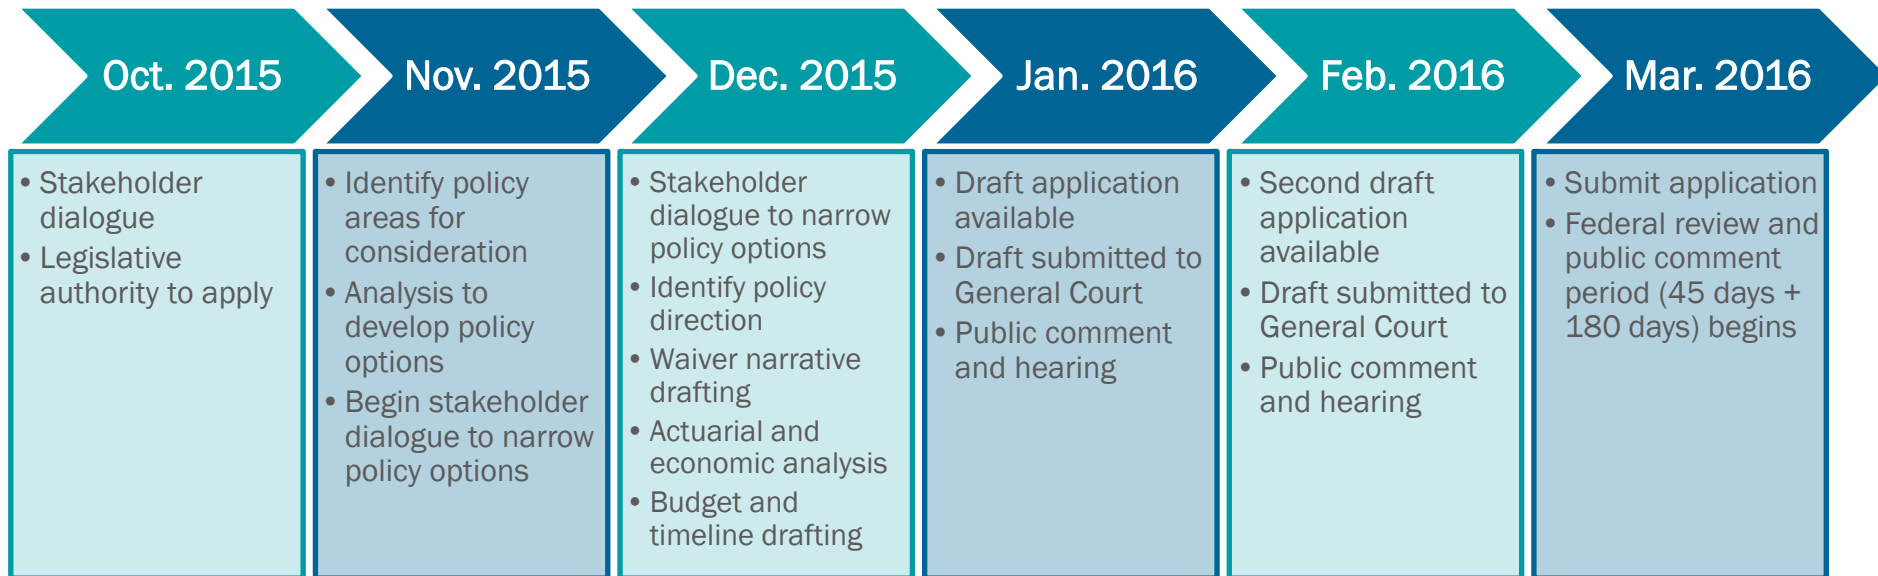 Oct. 2015
Nov. 2015
Dec. 2015
Jan. 2016
Feb. 2016
Mar. 2016
• Stakeholder
dialogue
• Legislative
authority to apply
• Identify policy
areas for
consideration
• Analysis to
develop policy
options
• Begin stakeholder
dialogue to narrow
policy options
• Stakeholder
dialogue to narrow
policy options
• Identify policy
direction
• Waiver narrative
drafting
• Actuarial and
economic analysis
• Budget and
timeline drafting
• Draft application
available
• Draft submitted to
General Court
• Public comment
and hearing
• Second draft
application
available
• Draft submitted to
General Court
• Public comment
and hearing
• Submit application
• Federal review and
public comment
period (45 days +
180 days) begins